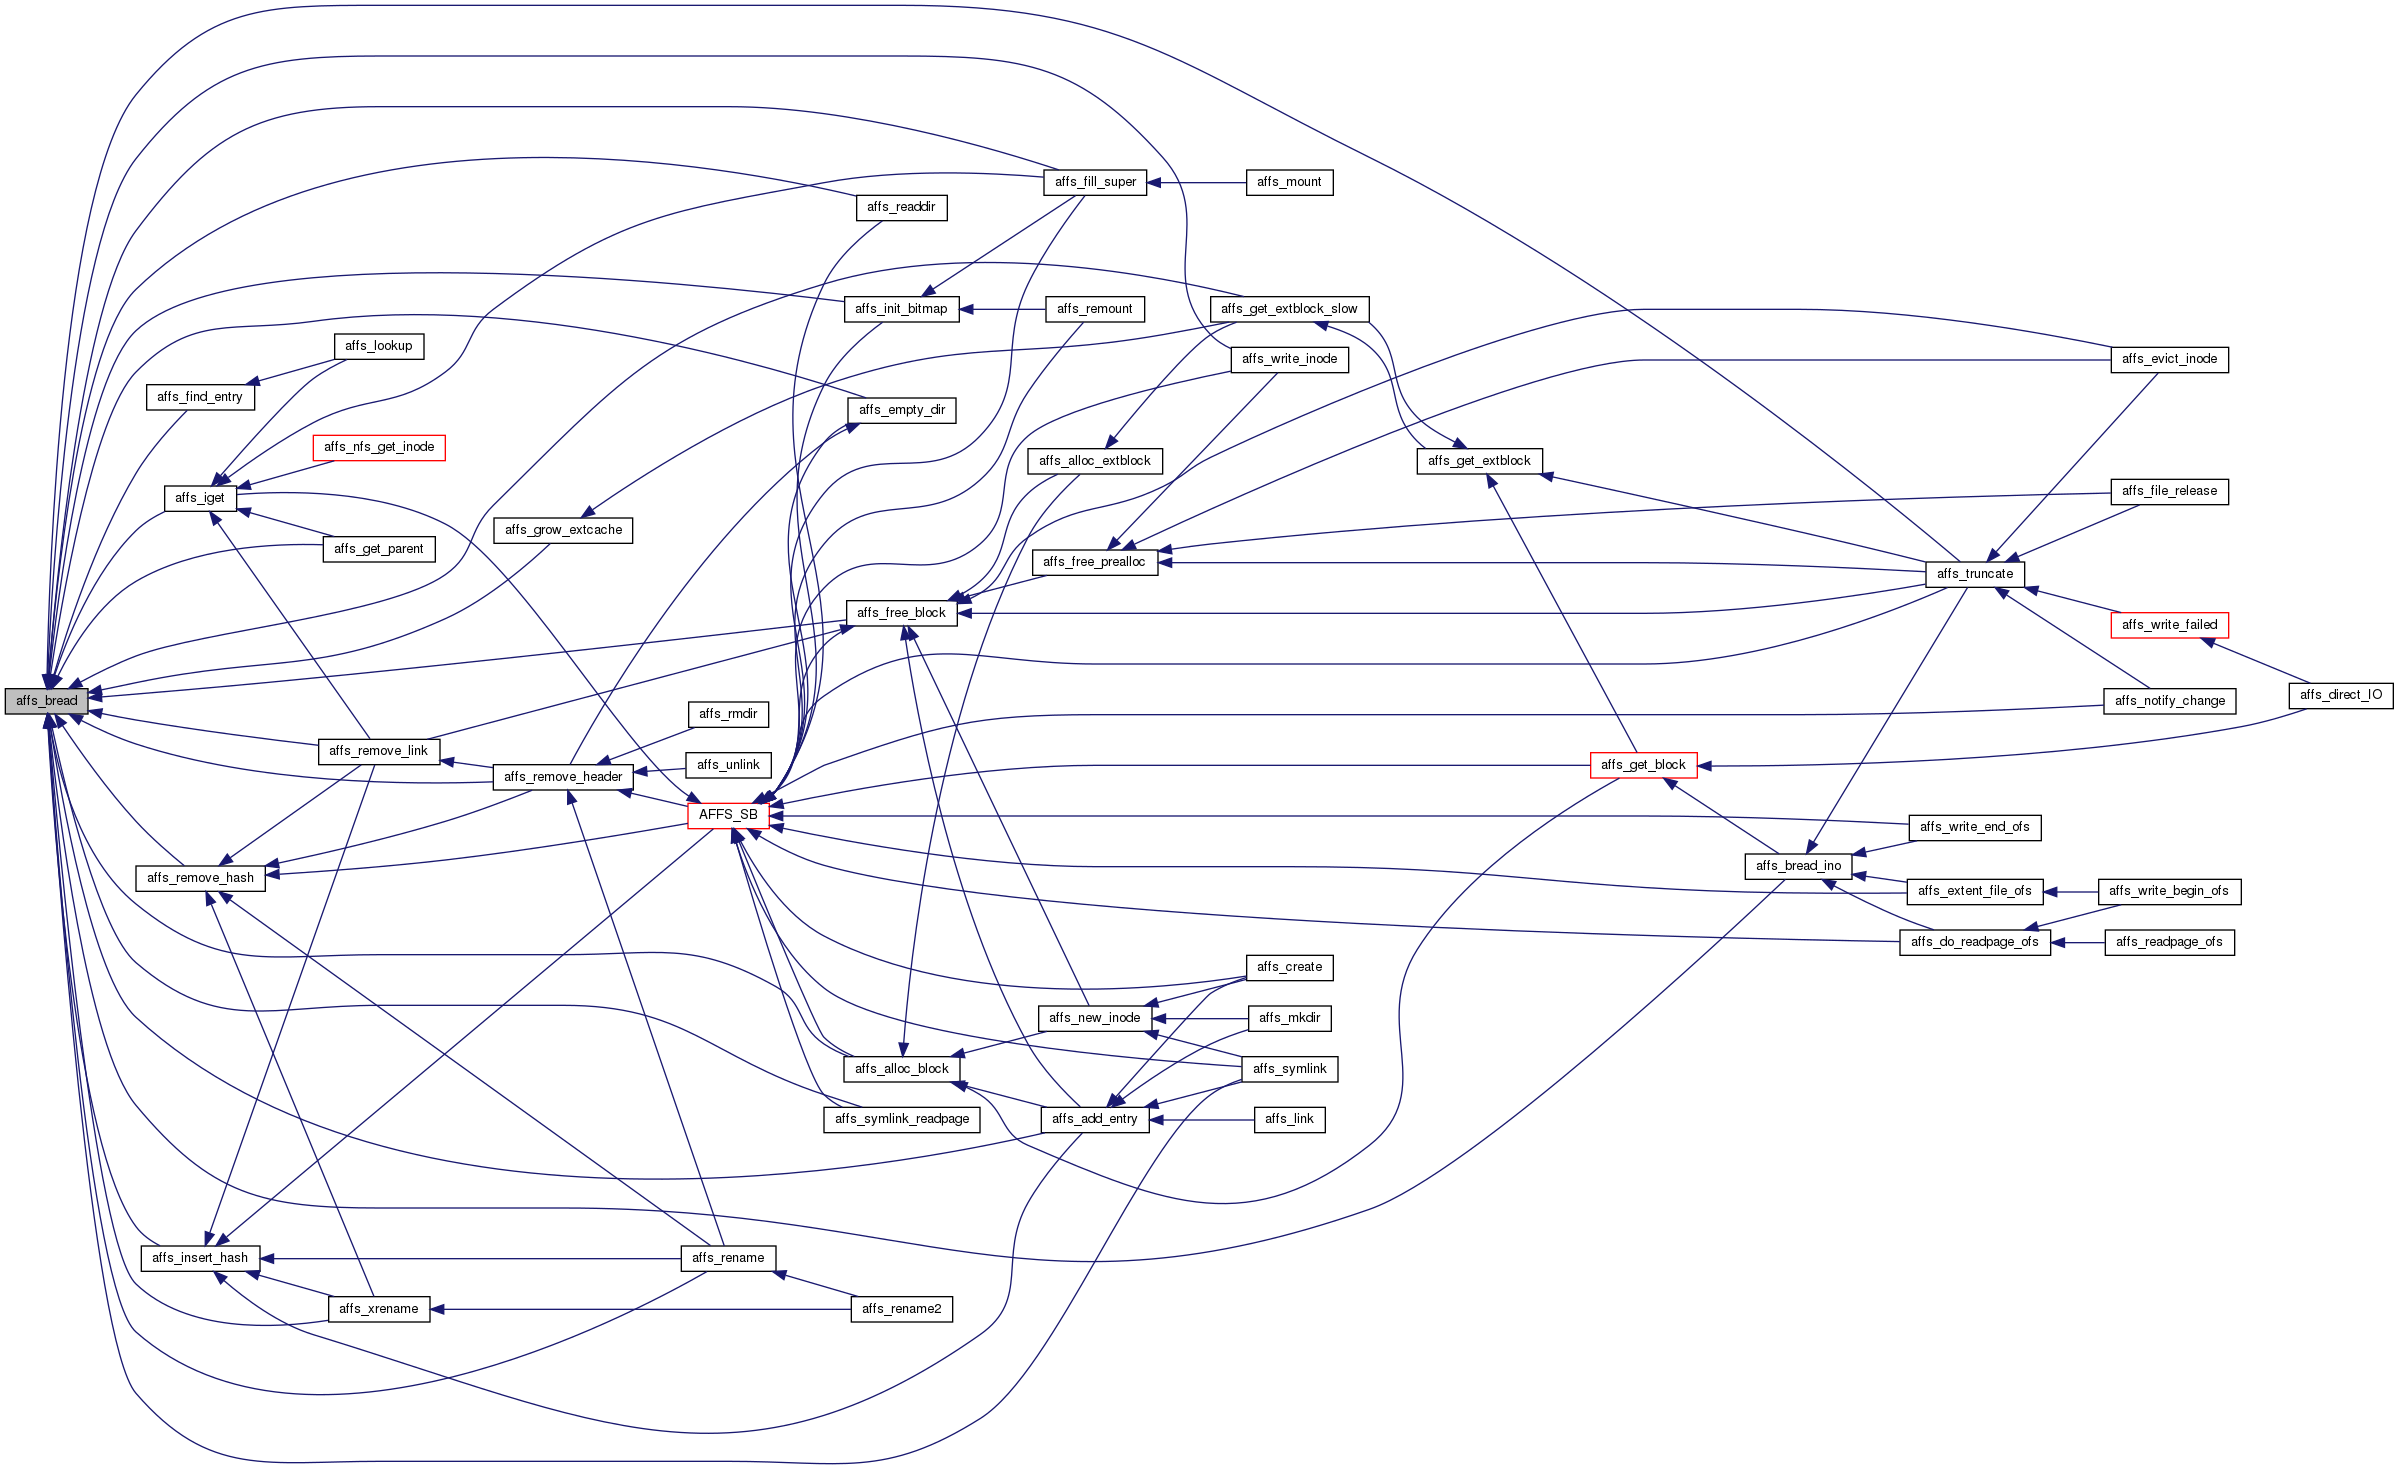 affs_fill_super
affs_mount
affs_readdir
affs_init_bitmap
affs_remount
affs_get_extblock_slow
affs_lookup
affs_write_inode
affs_evict_inode
affs_find_entry
affs_empty_dir
affs_nfs_get_inode
affs_alloc_extblock
affs_get_extblock
affs_iget
affs_file_release
affs_grow_extcache
affs_get_parent
affs_free_prealloc
affs_truncate
affs_free_block
affs_write_failed
affs_bread
affs_rmdir
affs_notify_change
affs_direct_IO
affs_remove_link
affs_unlink
affs_remove_header
affs_get_block
AFFS_SB
affs_write_end_ofs
affs_bread_ino
affs_remove_hash
affs_extent_file_ofs
affs_write_begin_ofs
affs_do_readpage_ofs
affs_readpage_ofs
affs_create
affs_new_inode
affs_mkdir
affs_alloc_block
affs_symlink
affs_symlink_readpage
affs_add_entry
affs_link
affs_insert_hash
affs_rename
affs_xrename
affs_rename2